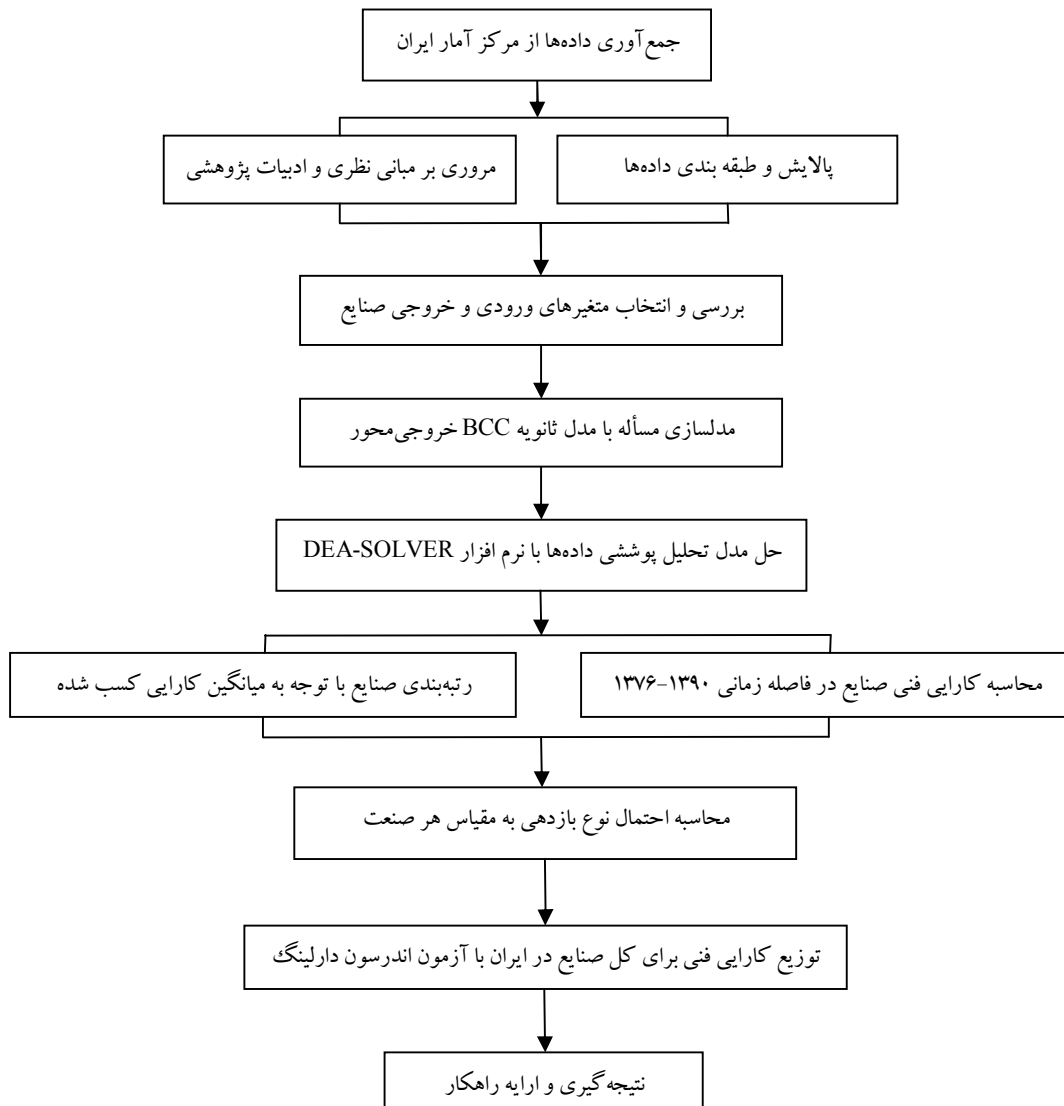 جمع‌آوری داده‌ها از مرکز آمار ایران
پالایش و طبقه بندی داده‌ها
مروری بر مبانی نظری و ادبیات پژوهشی
بررسی و انتخاب متغیرهای ورودی و خروجی صنایع
مدلسازی مسأله با مدل ثانویه BCC خروجی‌محور
حل مدل تحلیل پوششی داده‌ها با نرم افزار DEA-SOLVER
محاسبه کارایی فنی صنایع در فاصله زمانی ۱۳۹۰-۱۳۷۶
رتبه‌بندی صنایع با توجه به میانگین کارایی کسب شده
محاسبه احتمال نوع بازدهی به مقیاس هر صنعت
توزیع کارایی فنی برای کل صنایع در ایران با آزمون اندرسون دارلینگ
نتیجه‌گیری و ارایه راهکار